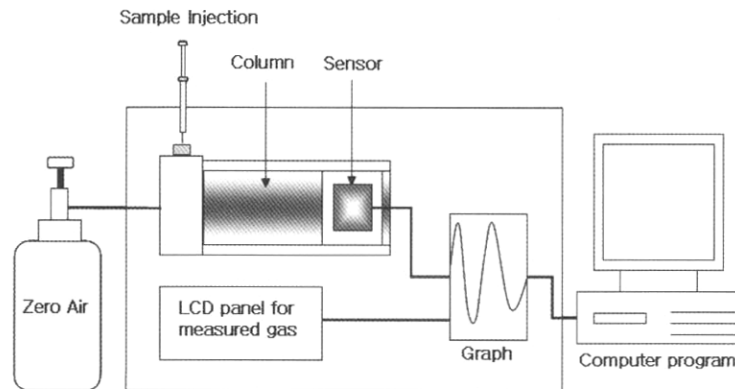 Sample Injection
Column
Sensor
Zero Air
LCD panel for
measured gas
Graph
Computer program